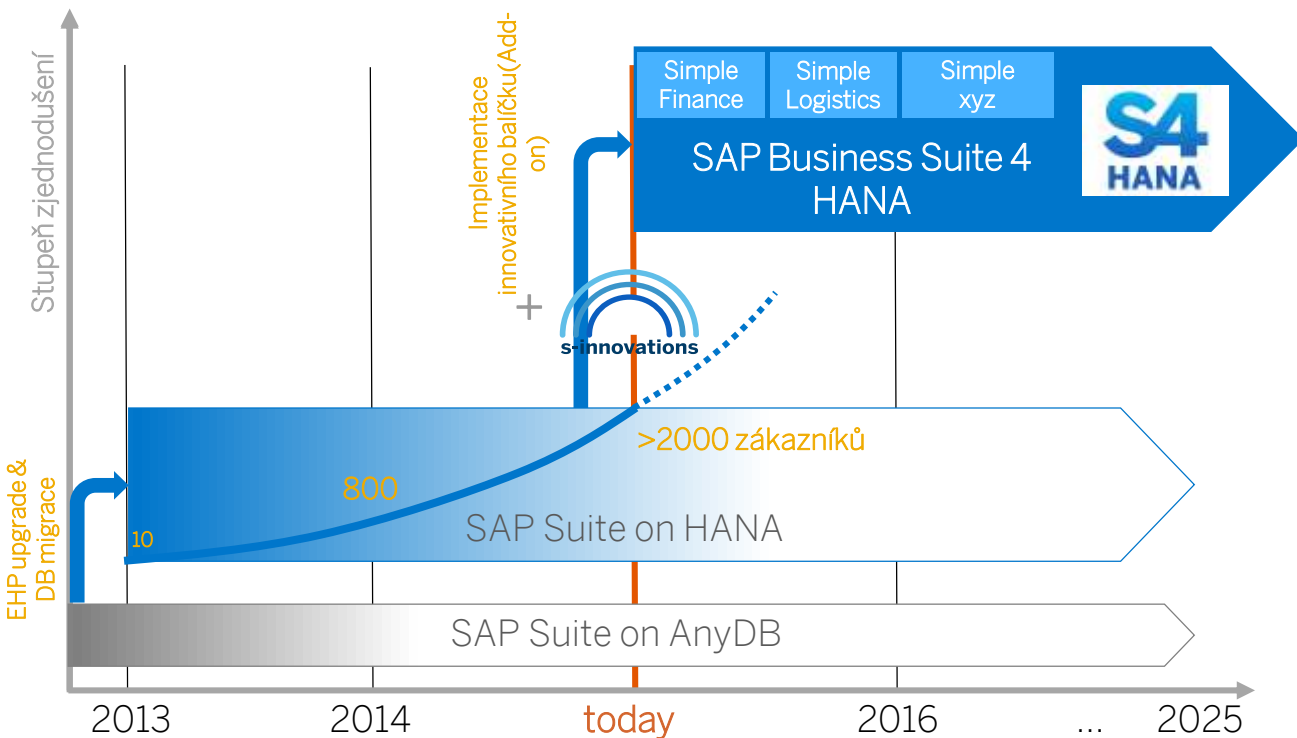 Stupeň zjednodušení
Implementace
innovativního balíčku(Add-
on)
Simple
Finance
Simple
Logistics
Simple
xyz
SAP Business Suite 4
HANA
S4
HANA
+
s-innovations
>2000 zákazníků
800
10
SAP Suite on HANA
EHP upgrade &
DB migrace
SAP Suite on AnyDB
2013
2014
today
2016
...
2025